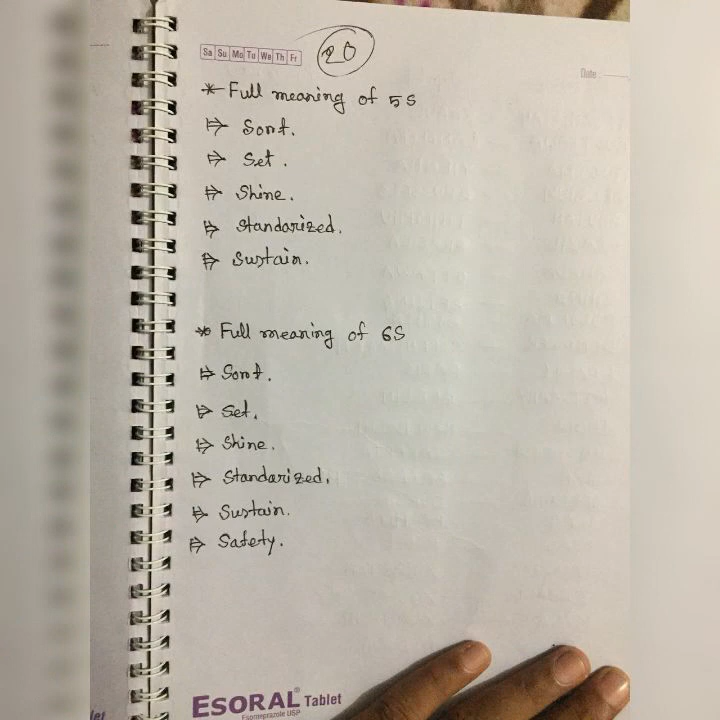 Sa Su Mo Tu We Th Fr
20
Date
* Full meaning of 5S
⇒ Sort.
⇒ Set.
⇒ Shine.
⇒ Standarized.
⇒ Sustain.
* Full meaning of 6S
⇒ Sort.
⇒ Set.
⇒ Shine.
⇒ Standarized.
⇒ Sustain.
⇒ Safety.
ESORAL® Tablet
Esomeprazole USP